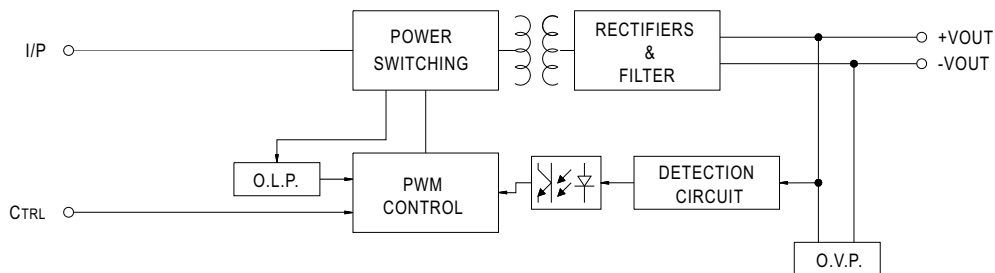 I/P
POWER
SWITCHING
RECTIFIERS
&
FILTER
+VOUT
-VOUT
O.L.P.
PWM
CONTROL
DETECTION
CIRCUIT
CTRL
O.V.P.